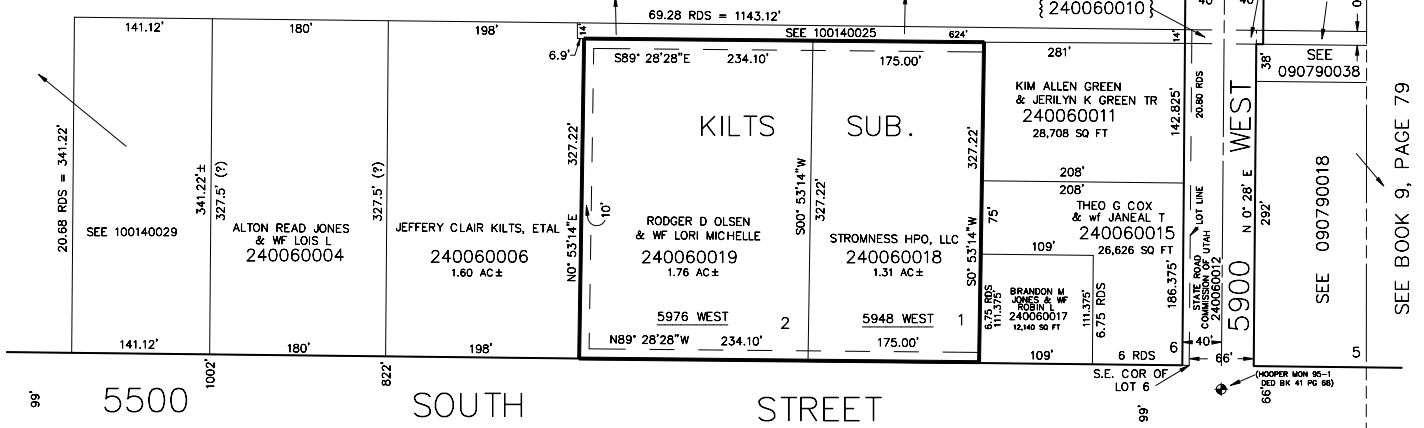 69.28 RDS = 1143.12'
{ 240060010 }
141.12'
180'
198'
14'
SEE 100140025
624'
14'
6.9'
S89° 28'28"E
234.10'
175.00'
281'
38'
SEE
090790038
KIM ALLEN GREEN
& JERILYN K GREEN TR
240060011
28,708 SQ FT
142.825'
20.80 RDS
KILTS SUB.
20.68 RDS = 341.22'
341.22'±
327.5' (?)
327.5' (?)
327.22'
S00° 53'14"W
327.22'
327.22'
208'
208'
SEE 100140029
ALTON READ JONES
& WF LOIS L
240060004
JEFFERY CLAIR KILTS, ETAL
240060006
1.60 AC±
N0° 53'14"E
10'
RODGER D OLSEN
& WF LORI MICHELLE
240060019
1.76 AC±
5976 WEST
2
STROMNESS HPO, LLC
240060018
1.31 AC±
5948 WEST
1
S0° 53'14"W
75'
THEO G COX
& wf JANEAL T
240060015
26,626 SQ FT
109'
6.75 RDS
111.375'
BRANDON M
JONES & WF
ROBIN L
240060017
12,140 SQ FT
111.375'
6.75 RDS
186.375'
LOT LINE
STATE ROAD
COMMISSION OF UTAH
240060012
5900 WEST
N 0° 28' E
292'
SEE 090790018
SEE BOOK 9, PAGE 79
N89° 28'28"W
234.10'
175.00'
141.12'
180'
198'
109'
6 RDS
6
40'
66'
5
1002'
822'
S.E. COR OF
LOT 6
(HOOPER MON 95-1
DED BK 41 PG 68)
66'
99'
99'
5500 SOUTH STREET